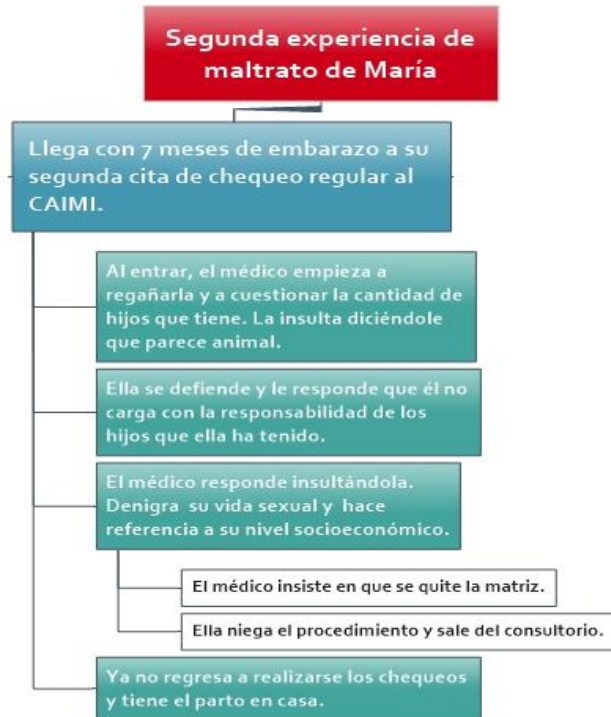 Segunda experiencia de
maltrato de María
Llega con 7 meses de embarazo a su
segunda cita de chequeo regular al
CAIMI.
Al entrar, el médico empieza a
regañarla y a cuestionar la cantidad de
hijos que tiene. La insulta diciéndole
que parece animal.
Ella se defiende y le responde que él no
carga con la responsabilidad de los
hijos que ella ha tenido.
El médico responde insultándola.
Denigra su vida sexual y hace
referencia a su nivel socioeconómico.
El médico insiste en que se quite la matriz.
Ella niega el procedimiento y sale del consultorio.
Ya no regresa a realizarse los chequeos
y tiene el parto en casa.